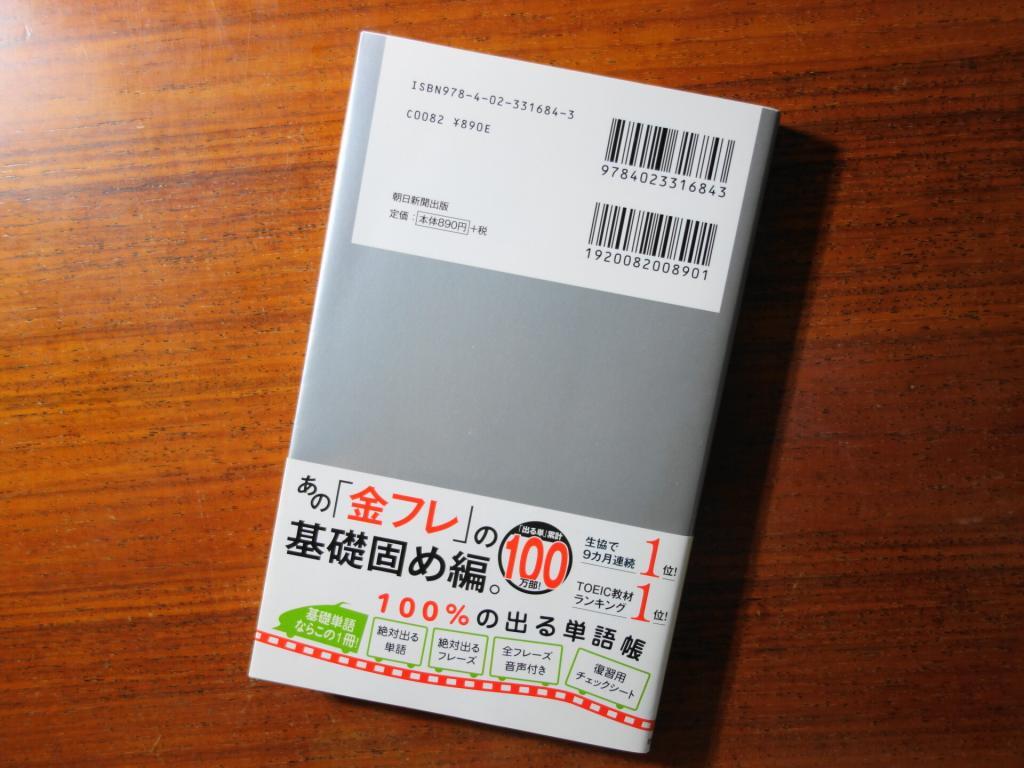 ISBN978-4-02-331684-3
C0082 ¥890E
9784023316843
1920082008901
朝日新聞出版
定価：本体890円+税
あの「金フレ」の
基礎固め編。
「出る単」累計
100
万部!
生協で
9カ月連続
1位!
TOEIC教材
ランキング
1位!
100%の出る単語帳
基礎単語
ならこの1冊!
絶対出る
単語
絶対出る
フレーズ
全フレーズ
音声付き
復習用
チェックシート